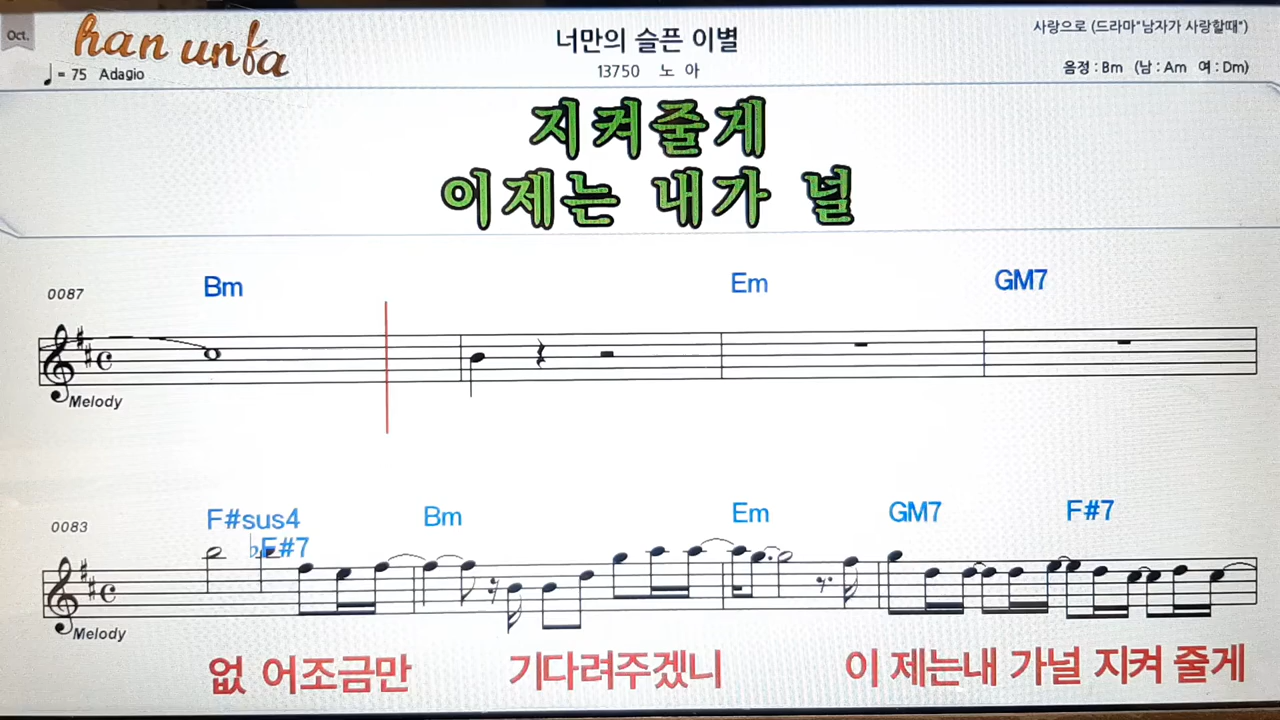 Oct.
han unfa
너만의 슬픈 이별
사랑으로 (드라마"남자가 사랑할때")
♩ = 75 Adagio
13750 노 아
음정 : Bm (남 : Am 여 : Dm)
지켜줄게
이제는 내가 널
0087
Bm Em GM7
Melody
0083
F#sus4 F#7 Bm Em GM7 F#7
Melody
없 어조금만 기다려주겠니 이 제는내 가널 지켜 줄게